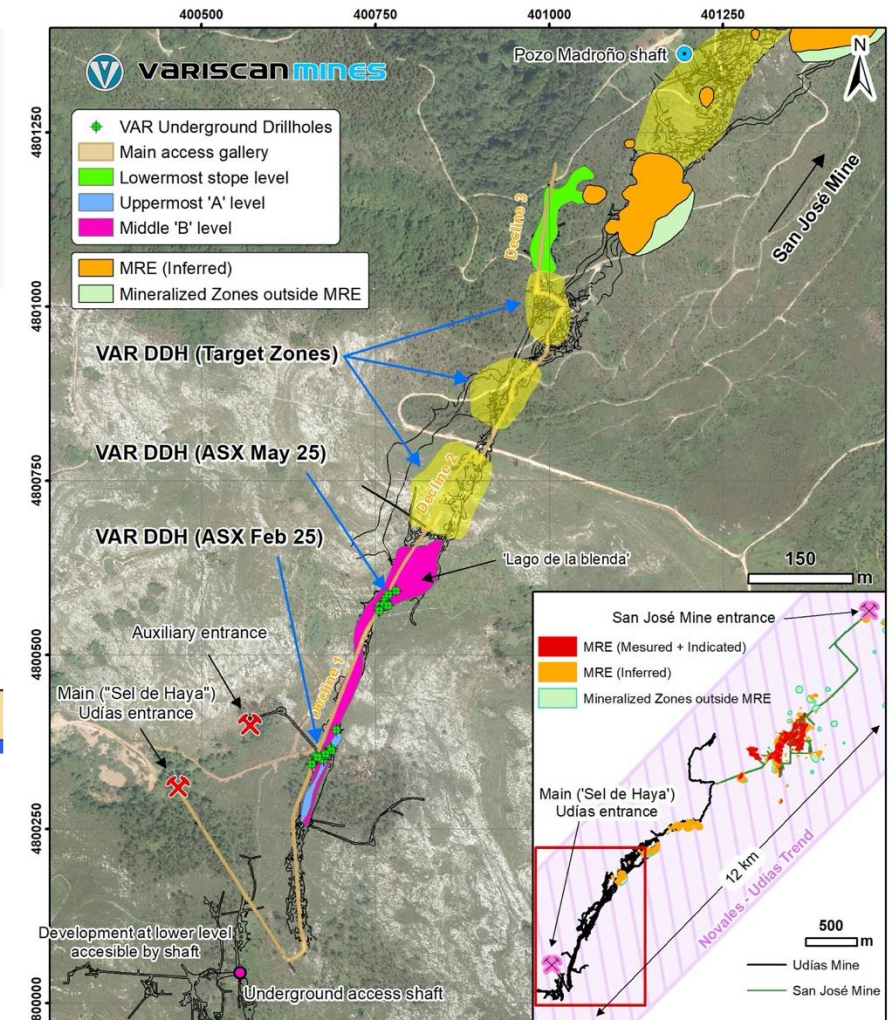 400500 400750 401000 401250
VARISCAN MINES
Pozo Madroño shaft
N
VAR Underground Drillholes
Main access gallery
Lowermost stope level
Uppermost 'A' level
Middle 'B' level
MRE (Inferred)
Mineralized Zones outside MRE
4801250
4801000
4800750
4800500
4800250
800000
San José Mine
Decline 3
VAR DDH (Target Zones)
VAR DDH (ASX May 25)
Decline 2
VAR DDH (ASX Feb 25)
'Lago de la blenda'
150
m
Auxiliary entrance
Decline 1
Main ("Sel de Haya")
Udías entrance
Development at lower level
accesible by shaft
Underground access shaft
San José Mine entrance
MRE (Mesured + Indicated)
MRE (Inferred)
Mineralized Zones outside MRE
Main ('Sel de Haya')
Udías entrance
12 km
Novales - Udías Trend
500
m
Udías Mine
San José Mine